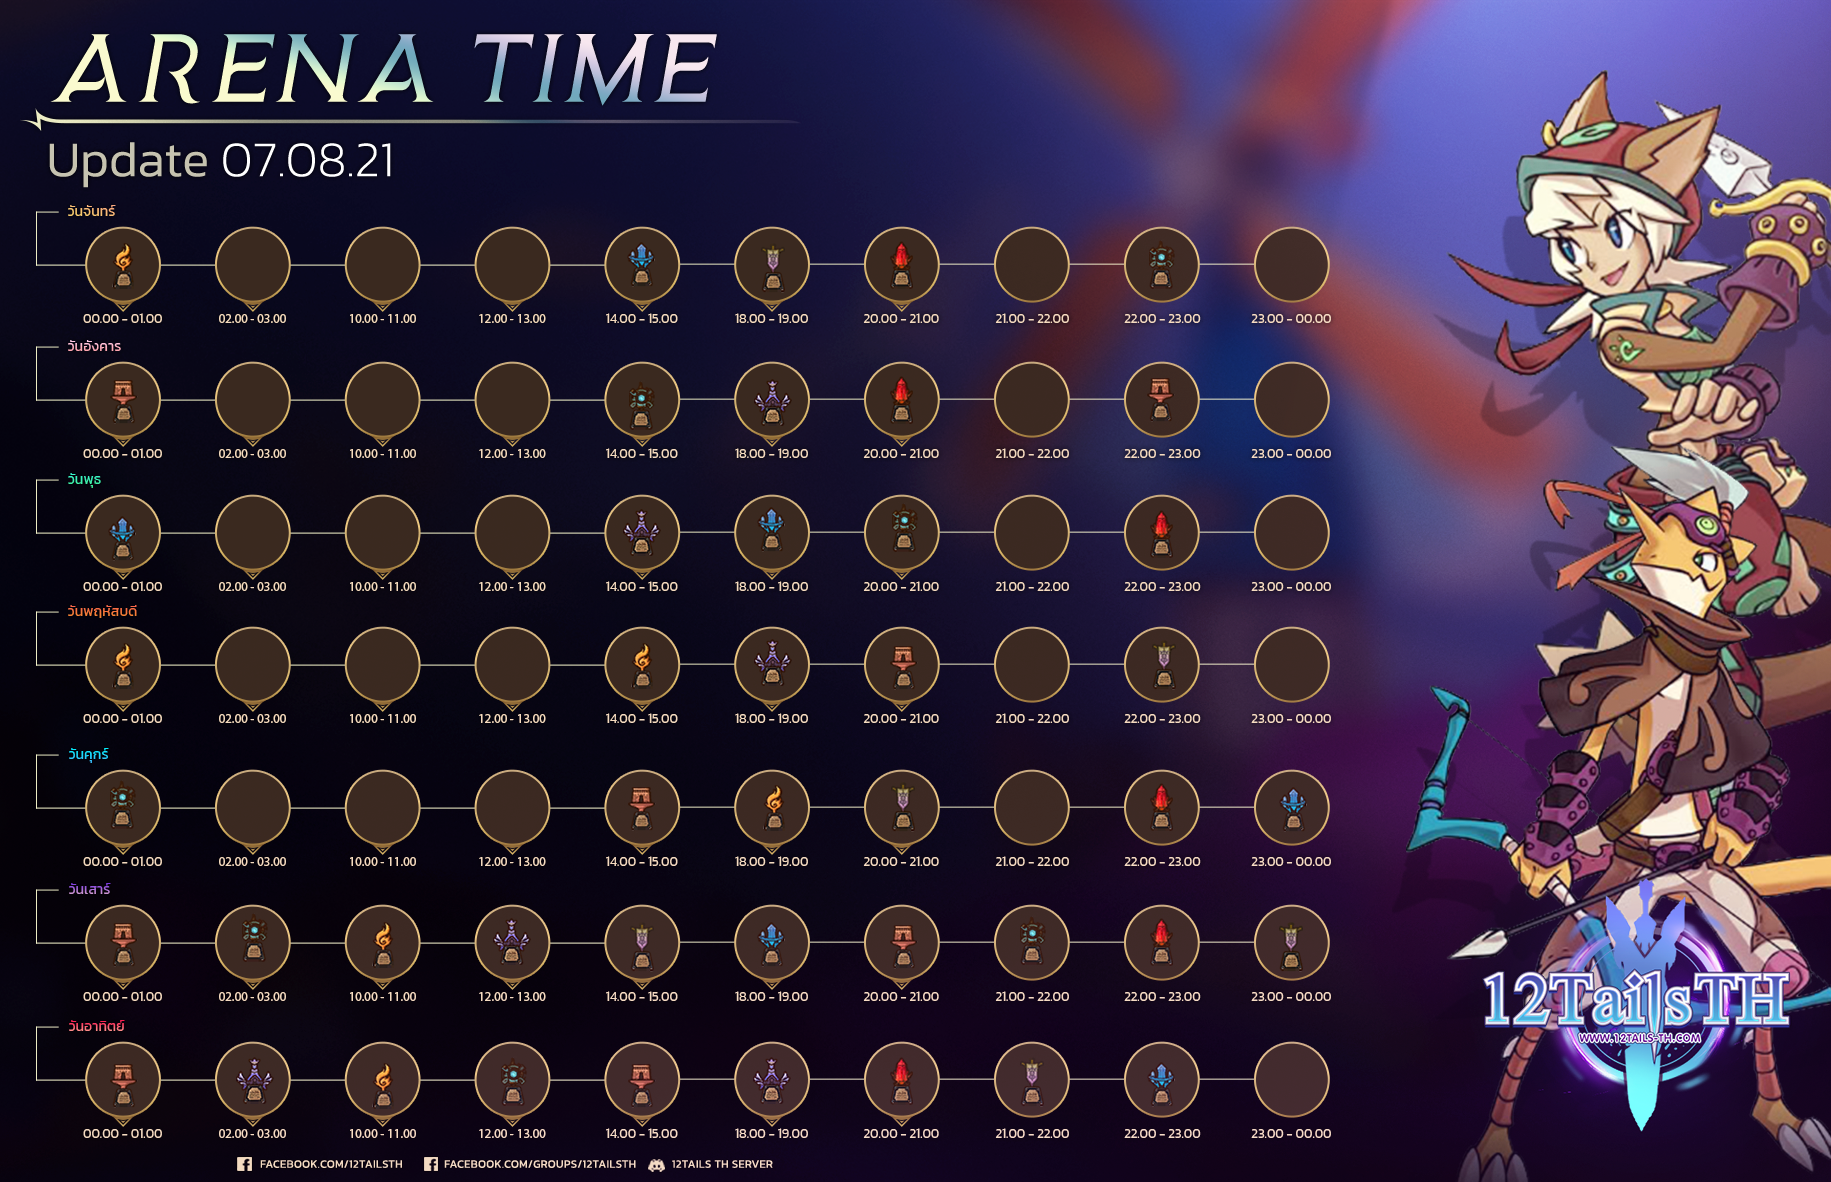 ARENA TIME
Update 07.08.21
วันจันทร์
00.00 - 01.00 02.00 - 03.00 10.00 - 11.00 12.00 - 13.00 14.00 - 15.00 18.00 - 19.00 20.00 - 21.00 21.00 - 22.00 22.00 - 23.00 23.00 - 00.00
วันอังคาร
00.00 - 01.00 02.00 - 03.00 10.00 - 11.00 12.00 - 13.00 14.00 - 15.00 18.00 - 19.00 20.00 - 21.00 21.00 - 22.00 22.00 - 23.00 23.00 - 00.00
วันพุธ
00.00 - 01.00 02.00 - 03.00 10.00 - 11.00 12.00 - 13.00 14.00 - 15.00 18.00 - 19.00 20.00 - 21.00 21.00 - 22.00 22.00 - 23.00 23.00 - 00.00
วันพฤหัสบดี
00.00 - 01.00 02.00 - 03.00 10.00 - 11.00 12.00 - 13.00 14.00 - 15.00 18.00 - 19.00 20.00 - 21.00 21.00 - 22.00 22.00 - 23.00 23.00 - 00.00
วันศุกร์
00.00 - 01.00 02.00 - 03.00 10.00 - 11.00 12.00 - 13.00 14.00 - 15.00 18.00 - 19.00 20.00 - 21.00 21.00 - 22.00 22.00 - 23.00 23.00 - 00.00
วันเสาร์
00.00 - 01.00 02.00 - 03.00 10.00 - 11.00 12.00 - 13.00 14.00 - 15.00 18.00 - 19.00 20.00 - 21.00 21.00 - 22.00 22.00 - 23.00 23.00 - 00.00
วันอาทิตย์
00.00 - 01.00 02.00 - 03.00 10.00 - 11.00 12.00 - 13.00 14.00 - 15.00 18.00 - 19.00 20.00 - 21.00 21.00 - 22.00 22.00 - 23.00 23.00 - 00.00
FACEBOOK.COM/12TAILSTH FACEBOOK.COM/GROUPS/12TAILSTH 12TAILS TH SERVER
12TailsTH
WWW.12TAILS-TH.COM